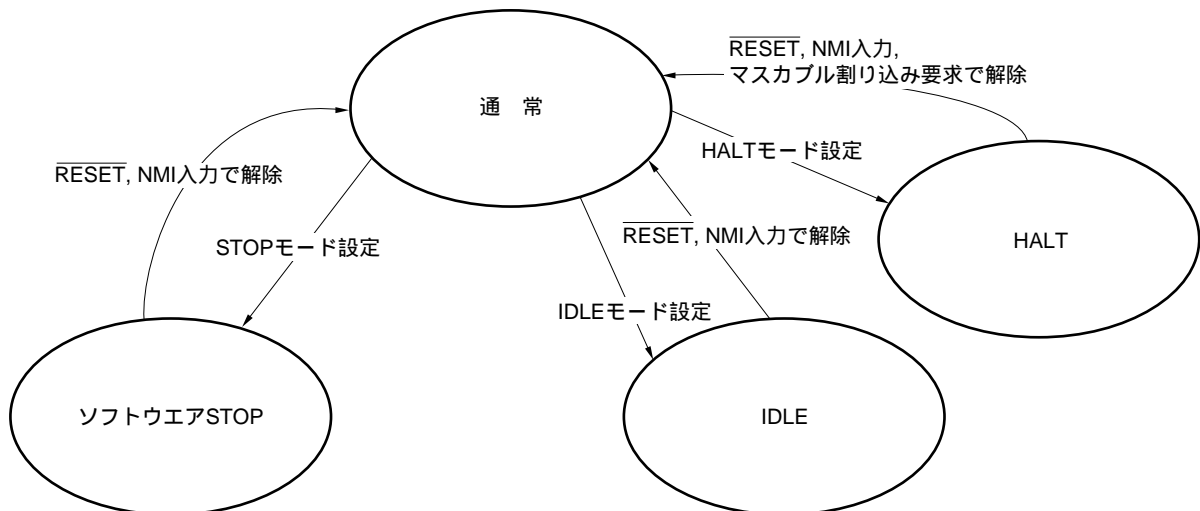 RESET, NMI入力,
マスカブル割り込み要求で解除
通 常
HALTモード設定
RESET, NMI入力で解除
RESET, NMI入力で解除
HALT
STOPモード設定
IDLEモード設定
ソフトウエアSTOP
IDLE